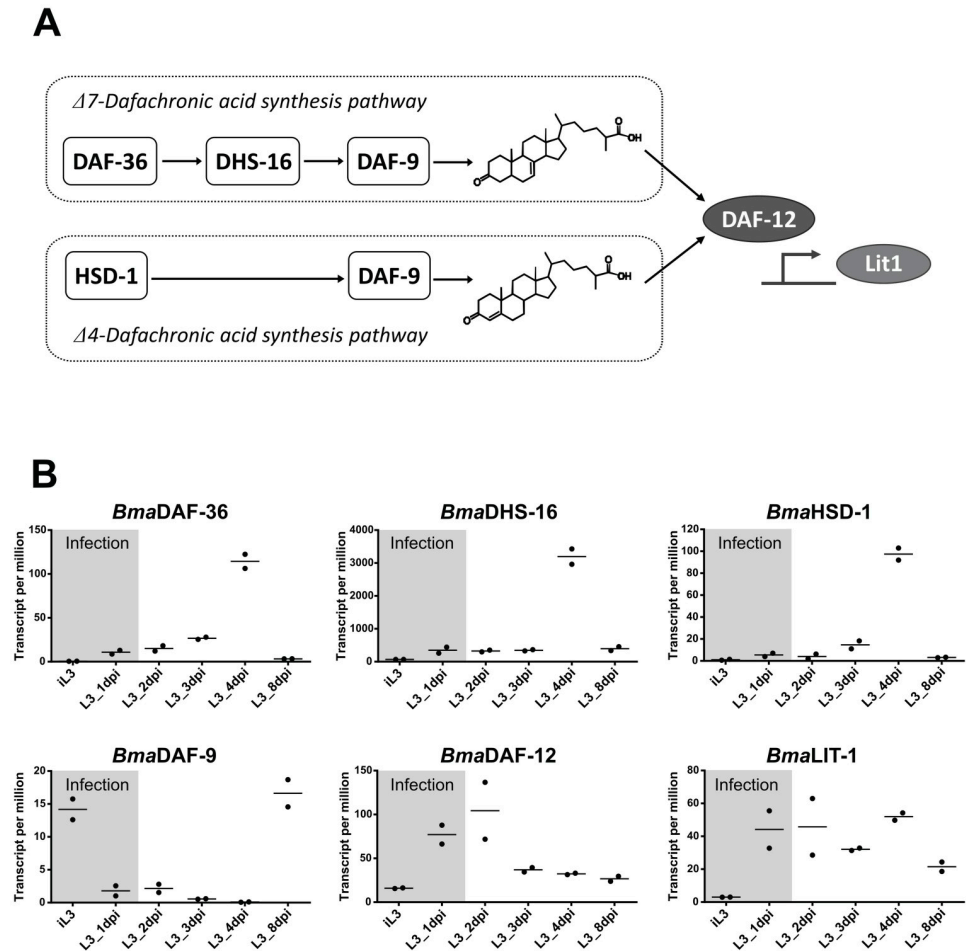 A
Δ7-Dafachronic acid synthesis pathway
DAF-36
DHS-16
DAF-9
O
OH
O
DAF-12
Lit1
HSD-1
DAF-9
O
OH
O
Δ4-Dafachronic acid synthesis pathway
B
BmaDAF-36
Transcript per million
150
100
50
0
Infection
iL3
L3_1dpi
L3_2dpi
L3_3dpi
L3_4dpi
L3_8dpi
BmaDHS-16
Transcript per million
4000
3000
2000
1000
0
Infection
iL3
L3_1dpi
L3_2dpi
L3_3dpi
L3_4dpi
L3_8dpi
BmaHSD-1
Transcript per million
120
100
80
60
40
20
0
Infection
iL3
L3_1dpi
L3_2dpi
L3_3dpi
L3_4dpi
L3_8dpi
BmaDAF-9
Transcript per million
20
15
10
5
0
Infection
iL3
L3_1dpi
L3_2dpi
L3_3dpi
L3_4dpi
L3_8dpi
BmaDAF-12
Transcript per million
150
100
50
0
Infection
iL3
L3_1dpi
L3_2dpi
L3_3dpi
L3_4dpi
L3_8dpi
BmaLIT-1
Transcript per million
80
60
40
20
0
Infection
iL3
L3_1dpi
L3_2dpi
L3_3dpi
L3_4dpi
L3_8dpi